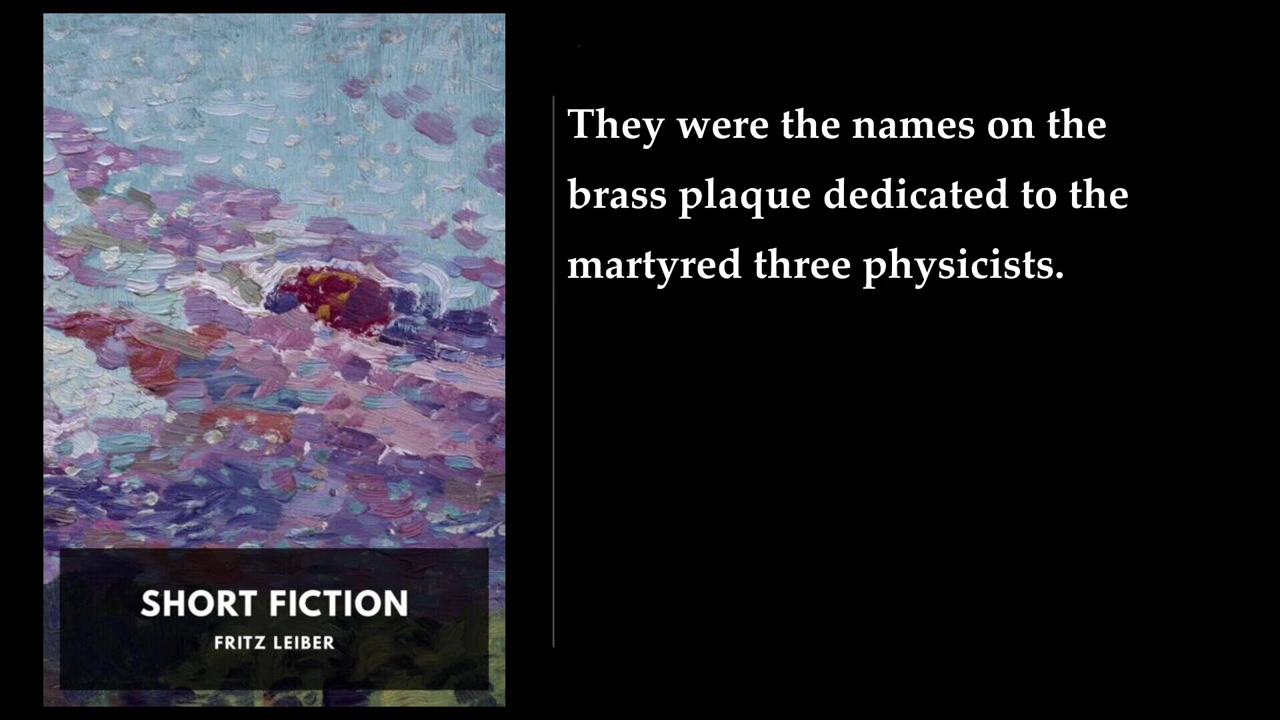 They were the names on the
brass plaque dedicated to the
martyred three physicists.
SHORT FICTION
FRITZ LEIBER